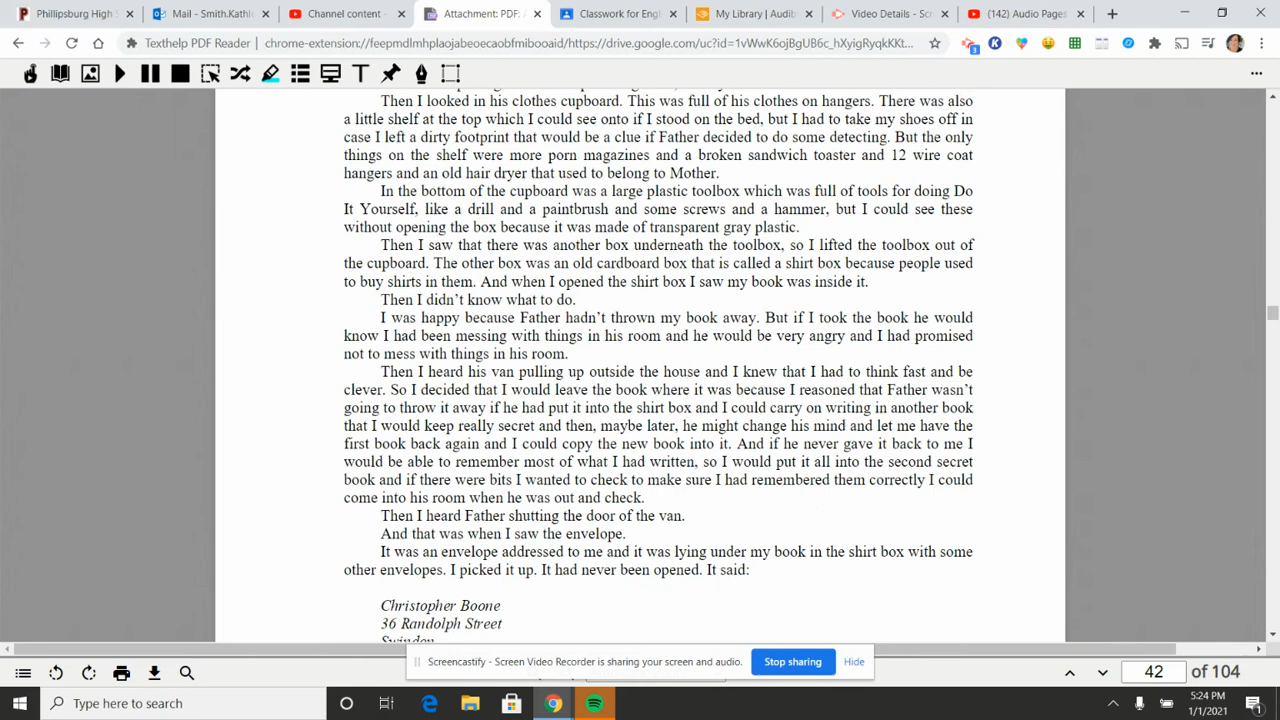 Phillipsburg High S
Mail - Smith.Kathle
Channel content -
Attachment: PDF: 
Classwork for Engl
My Library | Audib
Video Details - Scr
(142) Audio Pages
Texthelp PDF Reader | chrome-extension://feepmdlmhplaojabeoecaobfmibooaid/https://drive.google.com/uc?id=1vWwK6ojBgUB6c_hXyigRyqkKKt...
Then I looked in his clothes cupboard. This was full of his clothes on hangers. There was also
a little shelf at the top which I could see onto if I stood on the bed, but I had to take my shoes off in
case I left a dirty footprint that would be a clue if Father decided to do some detecting. But the only
things on the shelf were more porn magazines and a broken sandwich toaster and 12 wire coat
hangers and an old hair dryer that used to belong to Mother.
In the bottom of the cupboard was a large plastic toolbox which was full of tools for doing Do
It Yourself, like a drill and a paintbrush and some screws and a hammer, but I could see these
without opening the box because it was made of transparent gray plastic.
Then I saw that there was another box underneath the toolbox, so I lifted the toolbox out of
the cupboard. The other box was an old cardboard box that is called a shirt box because people used
to buy shirts in them. And when I opened the shirt box I saw my book was inside it.
Then I didn't know what to do.
I was happy because Father hadn't thrown my book away. But if I took the book he would
know I had been messing with things in his room and he would be very angry and I had promised
not to mess with things in his room.
Then I heard his van pulling up outside the house and I knew that I had to think fast and be
clever. So I decided that I would leave the book where it was because I reasoned that Father wasn't
going to throw it away if he had put it into the shirt box and I could carry on writing in another book
that I would keep really secret and then, maybe later, he might change his mind and let me have the
first book back again and I could copy the new book into it. And if he never gave it back to me I
would be able to remember most of what I had written, so I would put it all into the second secret
book and if there were bits I wanted to check to make sure I had remembered them correctly I could
come into his room when he was out and check.
Then I heard Father shutting the door of the van.
And that was when I saw the envelope.
It was an envelope addressed to me and it was lying under my book in the shirt box with some
other envelopes. I picked it up. It had never been opened. It said:
Christopher Boone
36 Randolph Street
Swindon
Screencastify - Screen Video Recorder is sharing your screen and audio.
Stop sharing
Hide
42 of 104
Type here to search
5:24 PM
1/1/2021